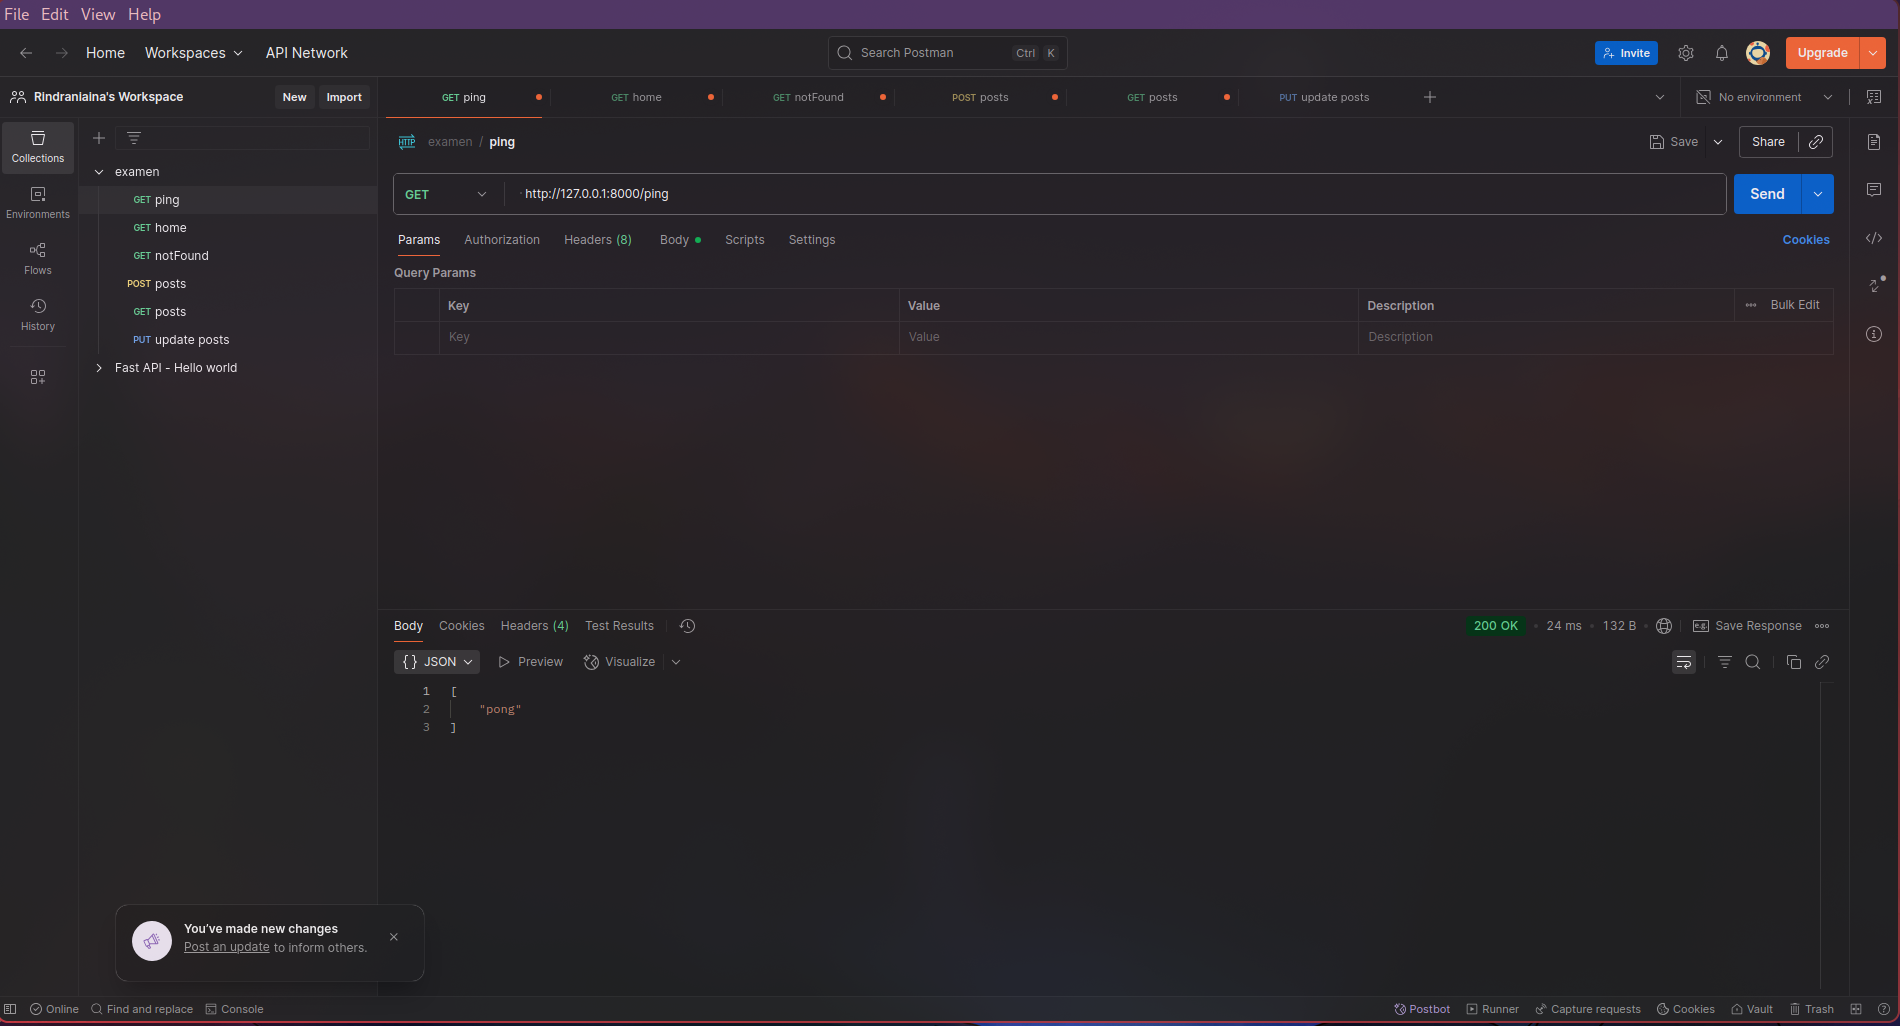 File Edit View Help
Home Workspaces API Network Search Postman Ctrl K Invite Upgrade
Rindraniaina's Workspace New Import GET ping GET home GET notFound POST posts GET posts PUT update posts No environment
Collections
Environments
Flows
History
examen
GET ping
GET home
GET notFound
POST posts
GET posts
PUT update posts
Fast API - Hello world
HTTP examen / ping Save Share
GET http://127.0.0.1:8000/ping Send
Params Authorization Headers (8) Body Scripts Settings Cookies
Query Params
Key Value Description Bulk Edit
Key Value Description
Body Cookies Headers (4) Test Results 200 OK 24 ms 132 B e.g. Save Response
{} JSON Preview Visualize
1 [
2 "pong"
3 ]
You've made new changes
Post an update to inform others.
Online Find and replace Console Postbot Runner Capture requests Cookies Vault Trash